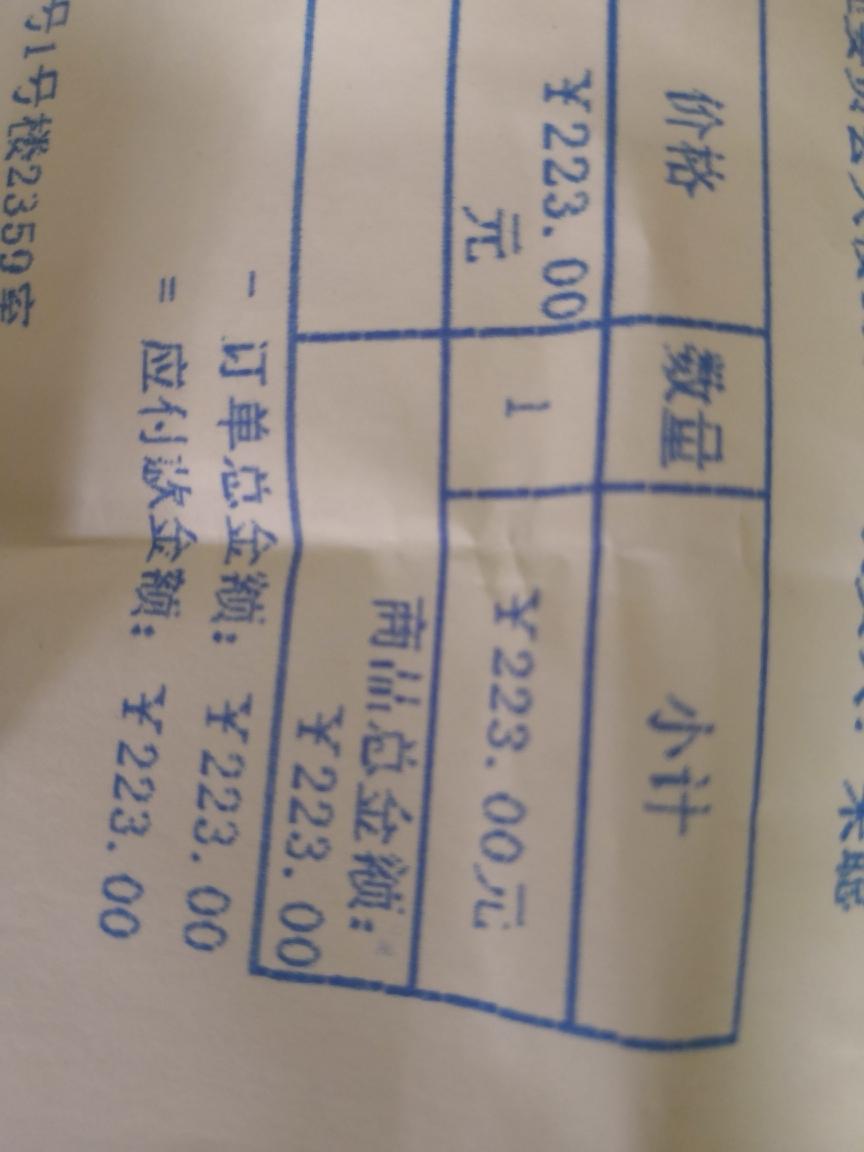 价格 数量 小计
¥223.00 1 ¥223.00元
元
商品总金额:
¥223.00
- 订单总金额: ¥223.00
= 应付款金额: ¥223.00
号1号楼2359室